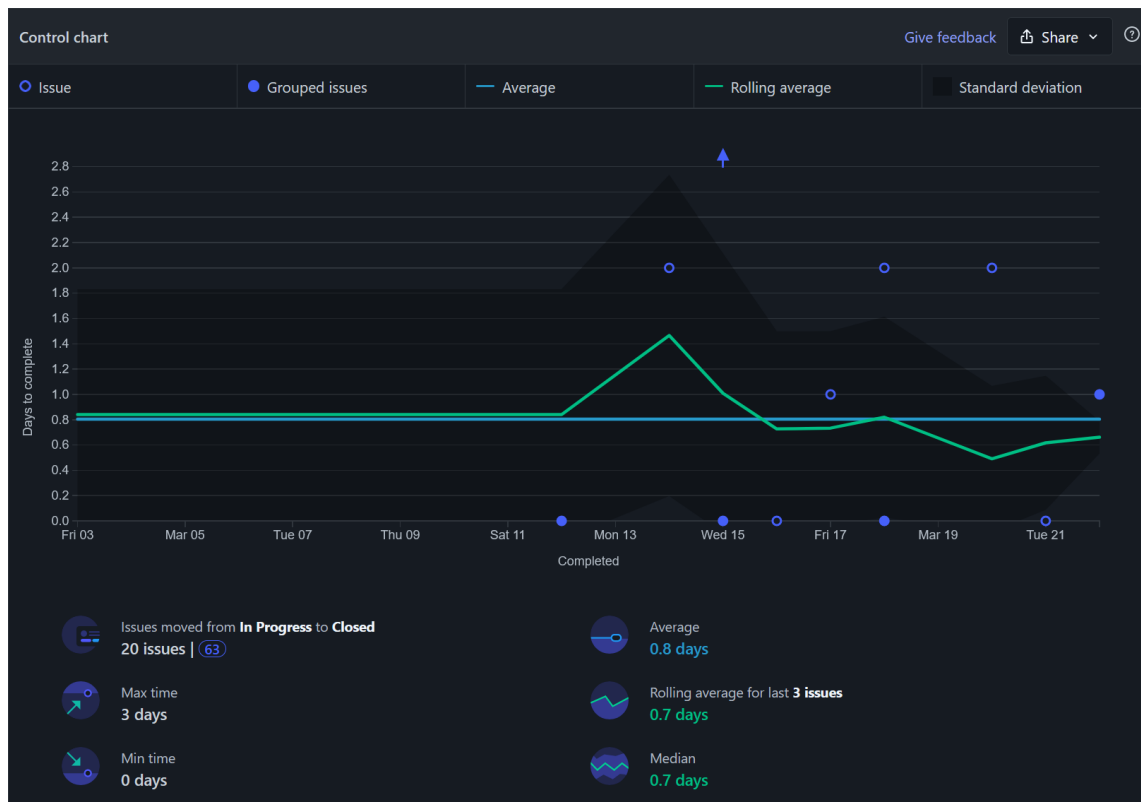 Control chart
Give feedback
Share
Issue
Grouped issues
Average
Rolling average
Standard deviation
Days to complete
2.8
2.6
2.4
2.2
2.0
1.8
1.6
1.4
1.2
1.0
0.8
0.6
0.4
0.2
0.0
Fri 03 Mar 05 Tue 07 Thu 09 Sat 11 Mon 13 Wed 15 Fri 17 Mar 19 Tue 21
Completed
Issues moved from In Progress to Closed
20 issues | 63
Max time
3 days
Min time
0 days
Average
0.8 days
Rolling average for last 3 issues
0.7 days
Median
0.7 days